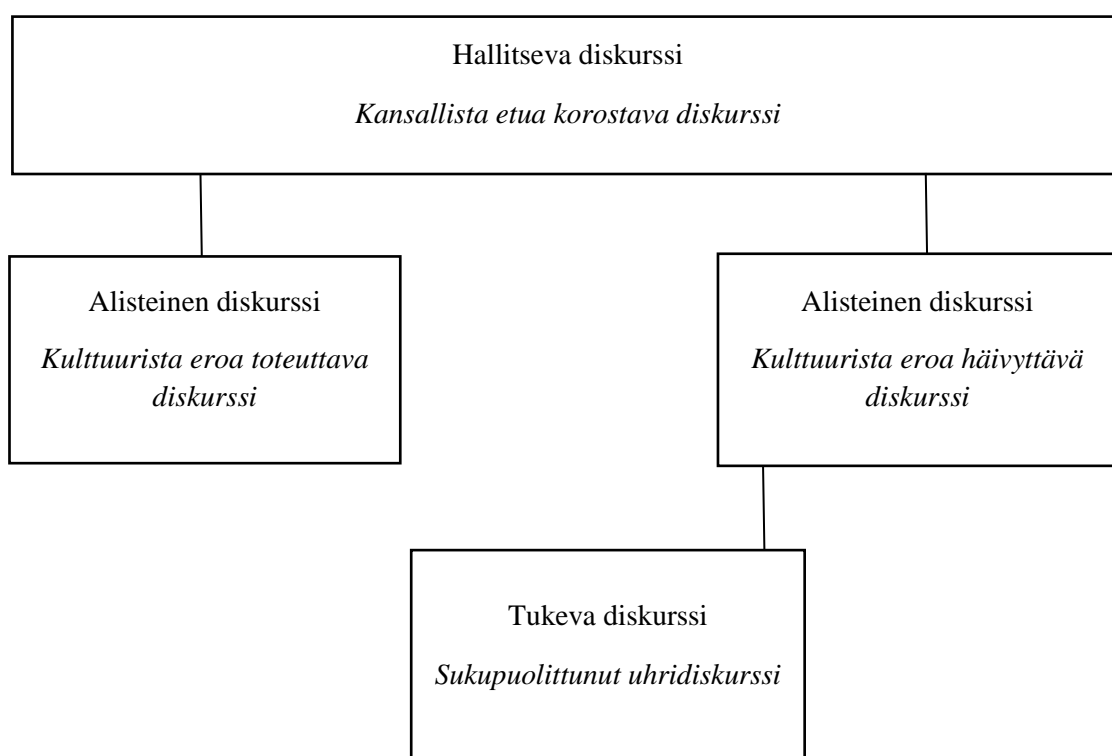 Hallitseva diskurssi
Kansallista etua korostava diskurssi
Alisteinen diskurssi
Kulttuurista eroa toteuttava
diskurssi
Alisteinen diskurssi
Kulttuurista eroa häivyttävä
diskurssi
Tukeva diskurssi
Sukupuolittunut uhridiskurssi